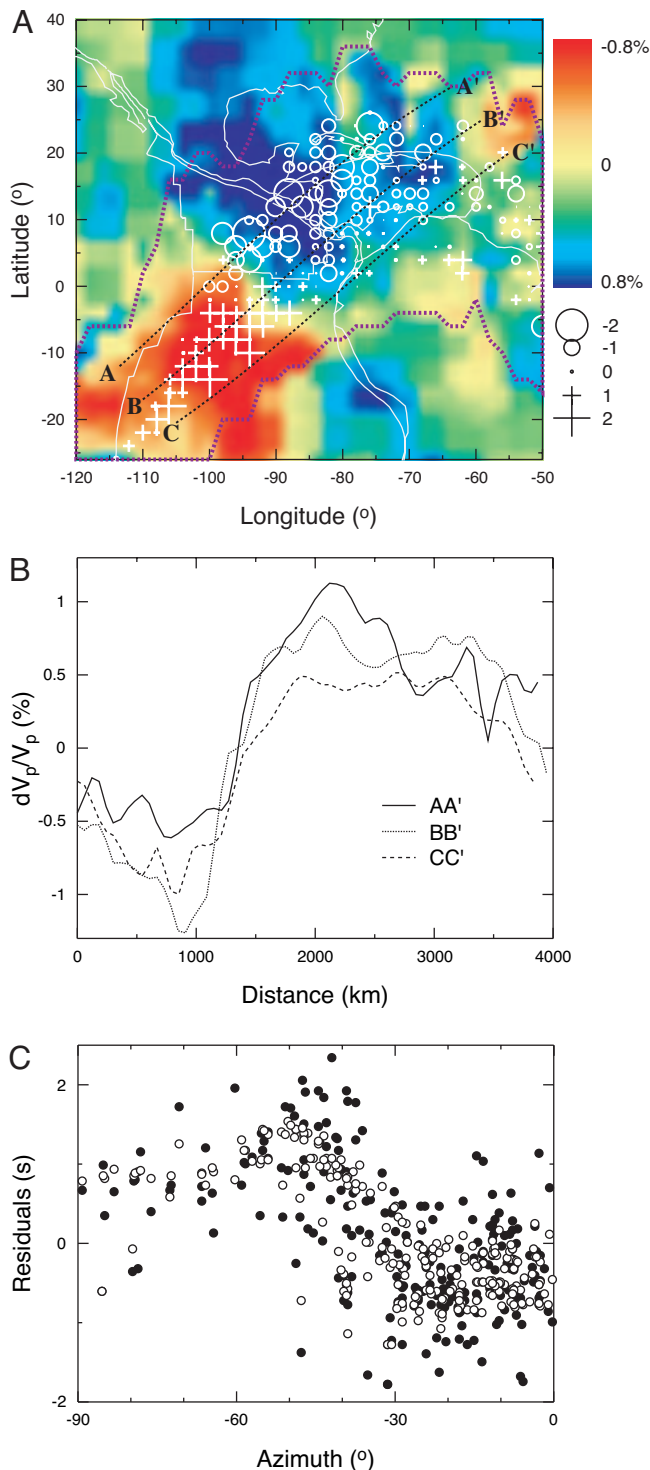 A
40
30
20
10
0
-10
-20
Latitude (°)
-120 -110 -100 -90 -80 -70 -60 -50
Longitude (°)
A'
B'
C'
A
B
C
-0.8%
0
0.8%
-2
-1
0
1
2
B
1
0.5
0
-0.5
-1
dVp/Vp (%)
AA'
BB'
CC'
0 1000 2000 3000 4000
Distance (km)
C
2
0
-2
Residuals (s)
-90 -60 -30 0
Azimuth (°)